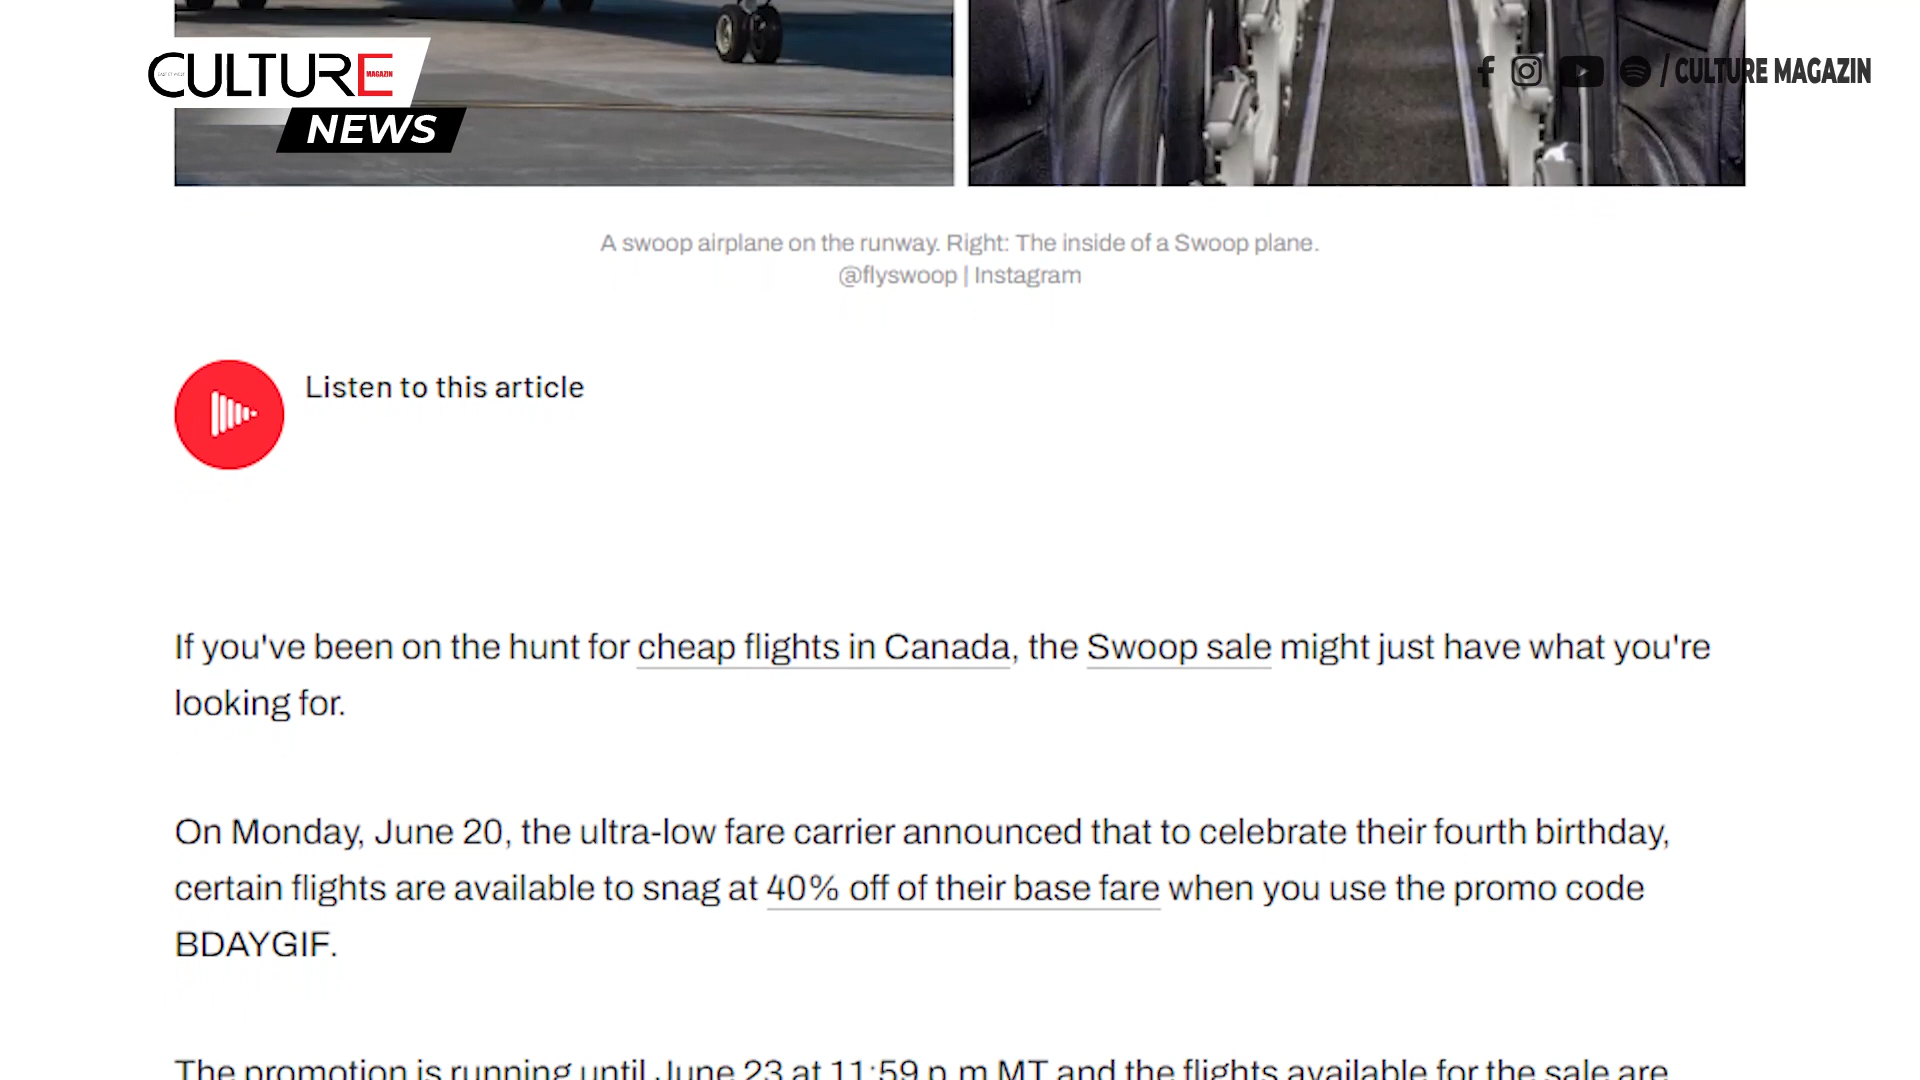 CULTURE
MAGAZIN
NEWS
/ CULTURE MAGAZIN
A swoop airplane on the runway. Right: The inside of a Swoop plane.
@flyswoop | Instagram
Listen to this article
If you've been on the hunt for cheap flights in Canada, the Swoop sale might just have what you're
looking for.
On Monday, June 20, the ultra-low fare carrier announced that to celebrate their fourth birthday,
certain flights are available to snag at 40% off of their base fare when you use the promo code
BDAYGIF.
The promotion is running until June 23 at 11:59 p.m MT and the flights available for the sale are